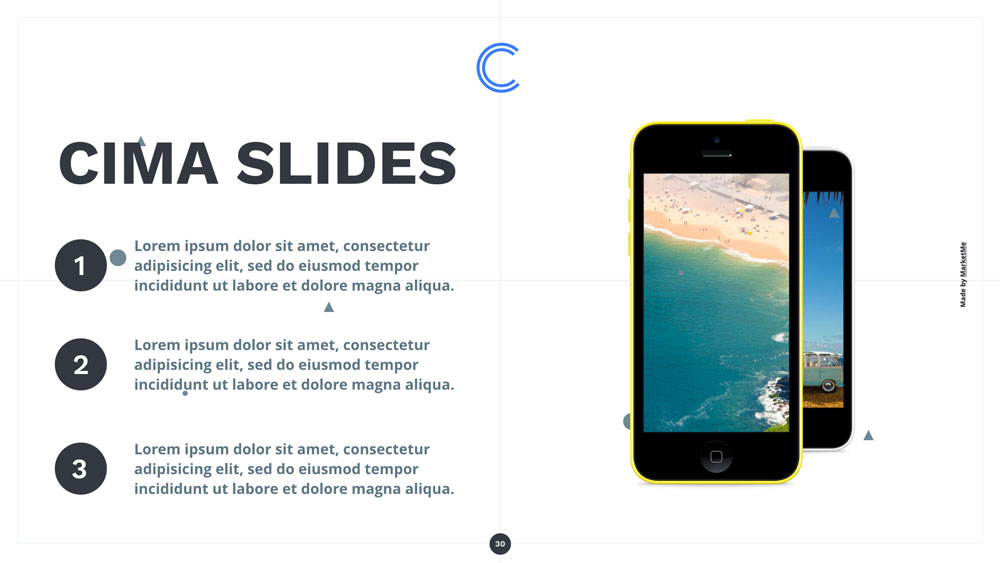 CIMA SLIDES
1
Lorem ipsum dolor sit amet, consectetur
adipisicing elit, sed do eiusmod tempor
incididunt ut labore et dolore magna aliqua.
2
Lorem ipsum dolor sit amet, consectetur
adipisicing elit, sed do eiusmod tempor
incididunt ut labore et dolore magna aliqua.
3
Lorem ipsum dolor sit amet, consectetur
adipisicing elit, sed do eiusmod tempor
incididunt ut labore et dolore magna aliqua.
Made by MarketMe
30